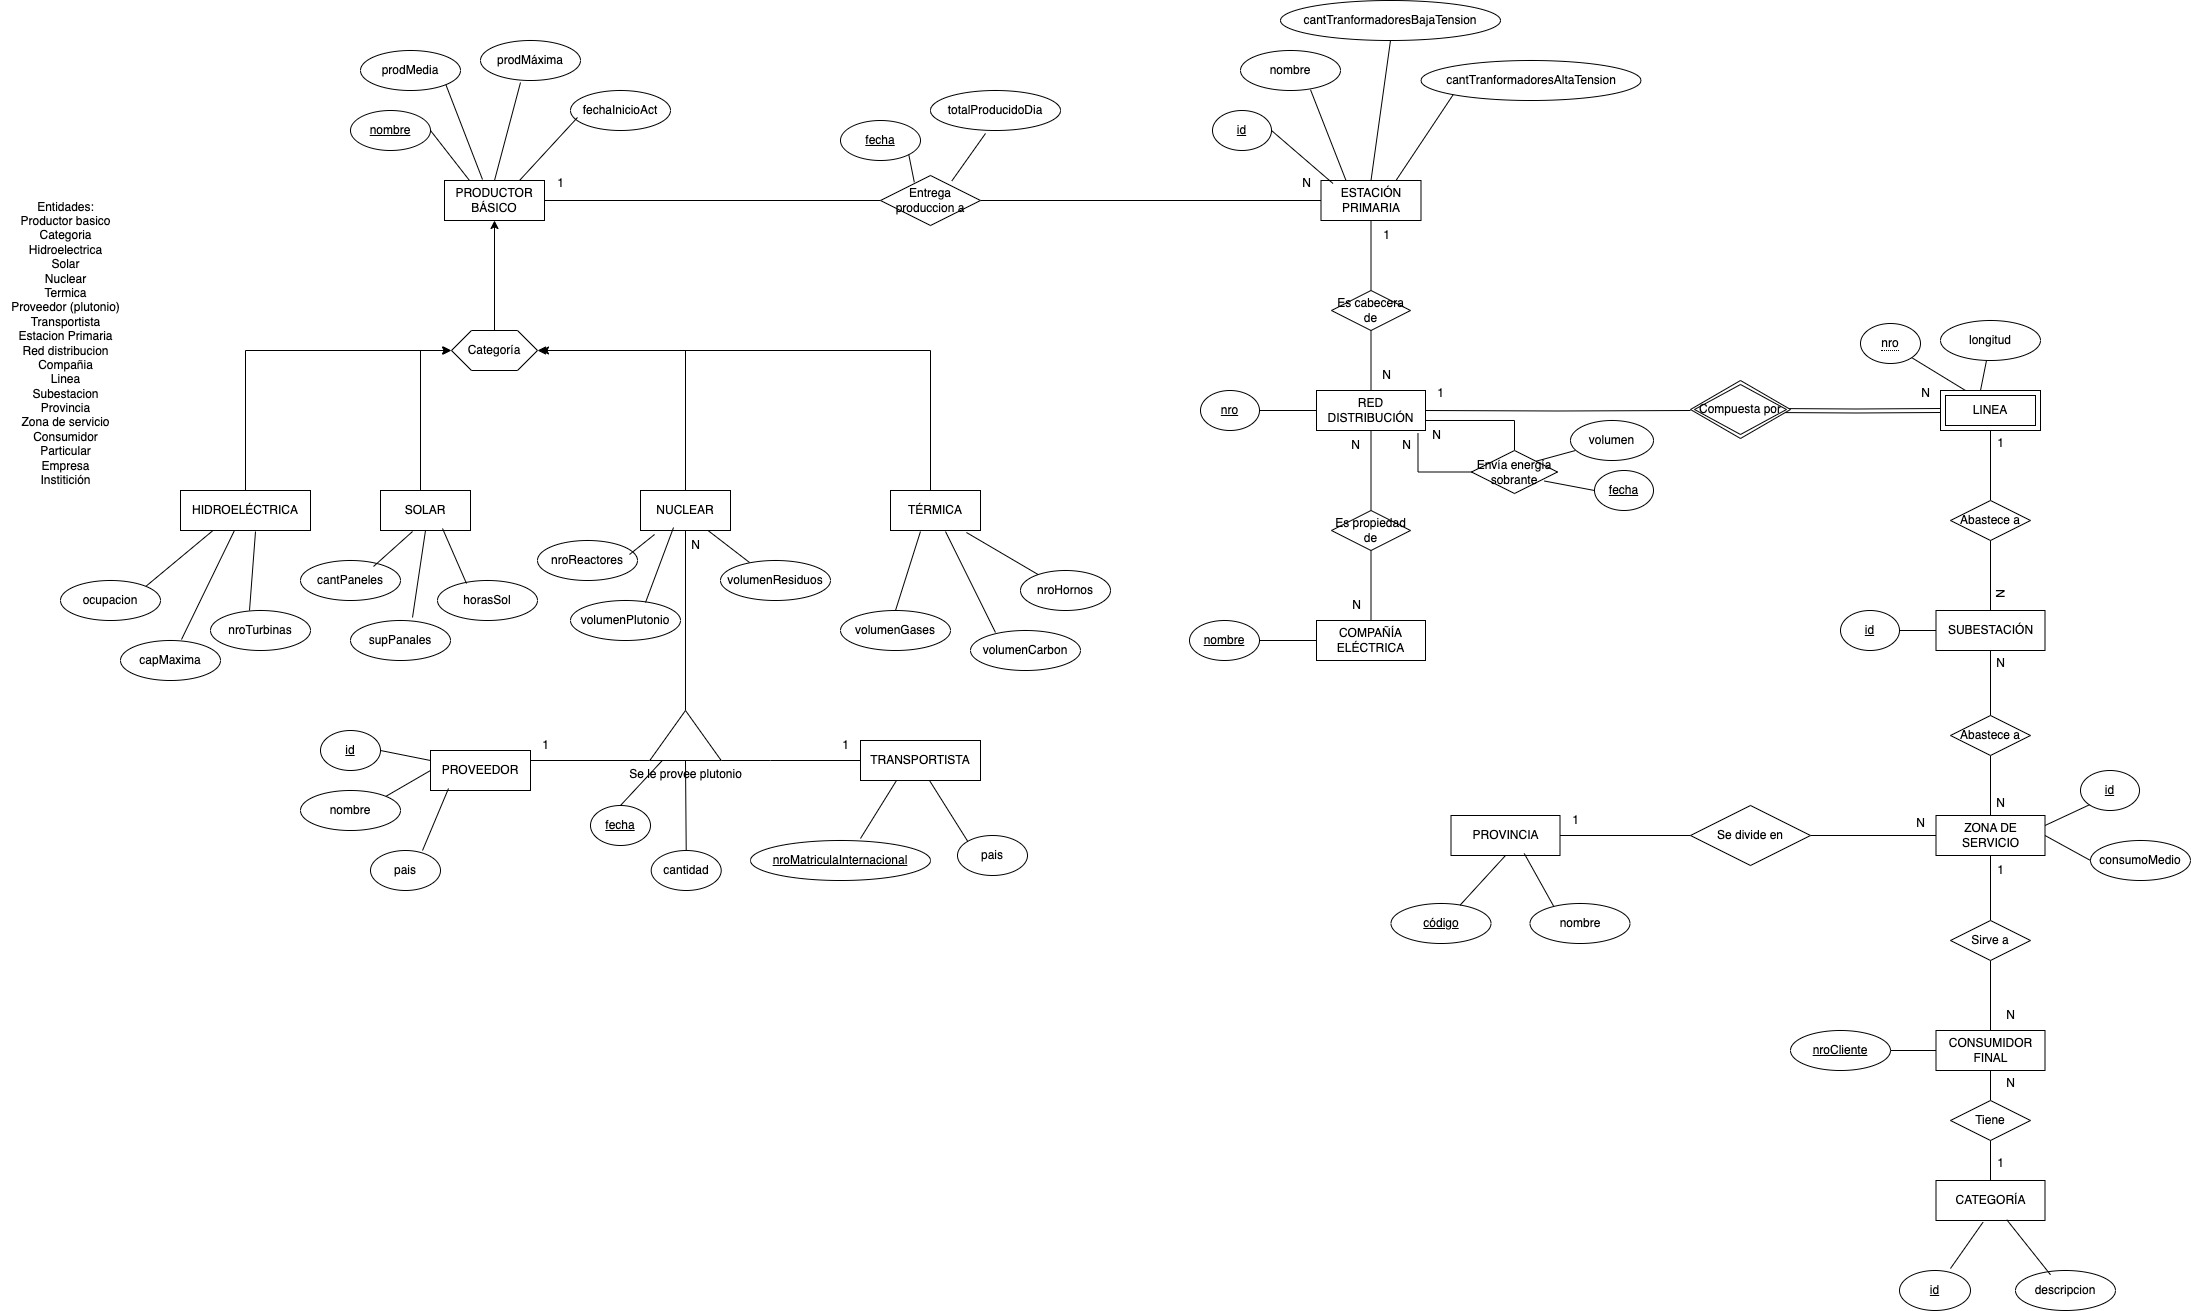 cantTranformadoresBajaTension
prodMedia
prodMáxima
nombre
cantTranformadoresAltaTension
fechaInicioAct
totalProducidoDia
nombre
fecha
id
1
N
PRODUCTOR
BÁSICO
Entrega
produccion a
ESTACIÓN
PRIMARIA
1
Entidades:
Productor basico
Categoria
Hidroelectrica
Solar
Nuclear
Termica
Proveedor (plutonio)
Transportista
Estacion Primaria
Red distribucion
Compañia
Linea
Subestacion
Provincia
Zona de servicio
Consumidor
Particular
Empresa
Institición
Es cabecera
de
Categoría
nro
longitud
N
1
N
nro
RED
DISTRIBUCIÓN
Compuesta por
LINEA
N
N
N
1
volumen
Envía energía
sobrante
fecha
HIDROELÉCTRICA
SOLAR
NUCLEAR
TÉRMICA
Es propiedad
de
Abastece a
N
nroReactores
volumenResiduos
cantPaneles
nroHornos
ocupacion
horasSol
nroTurbinas
volumenPlutonio
volumenGases
supPanales
capMaxima
volumenCarbon
N
N
nombre
COMPAÑÍA
ELÉCTRICA
id
SUBESTACIÓN
N
Abastece a
id
1
1
PROVEEDOR
Se le provee plutonio
TRANSPORTISTA
nombre
fecha
pais
cantidad
nroMatriculaInternacional
pais
N
1
N
PROVINCIA
Se divide en
ZONA DE
SERVICIO
id
consumoMedio
1
código
nombre
Sirve a
N
nroCliente
CONSUMIDOR
FINAL
N
Tiene
1
CATEGORÍA
id
descripcion